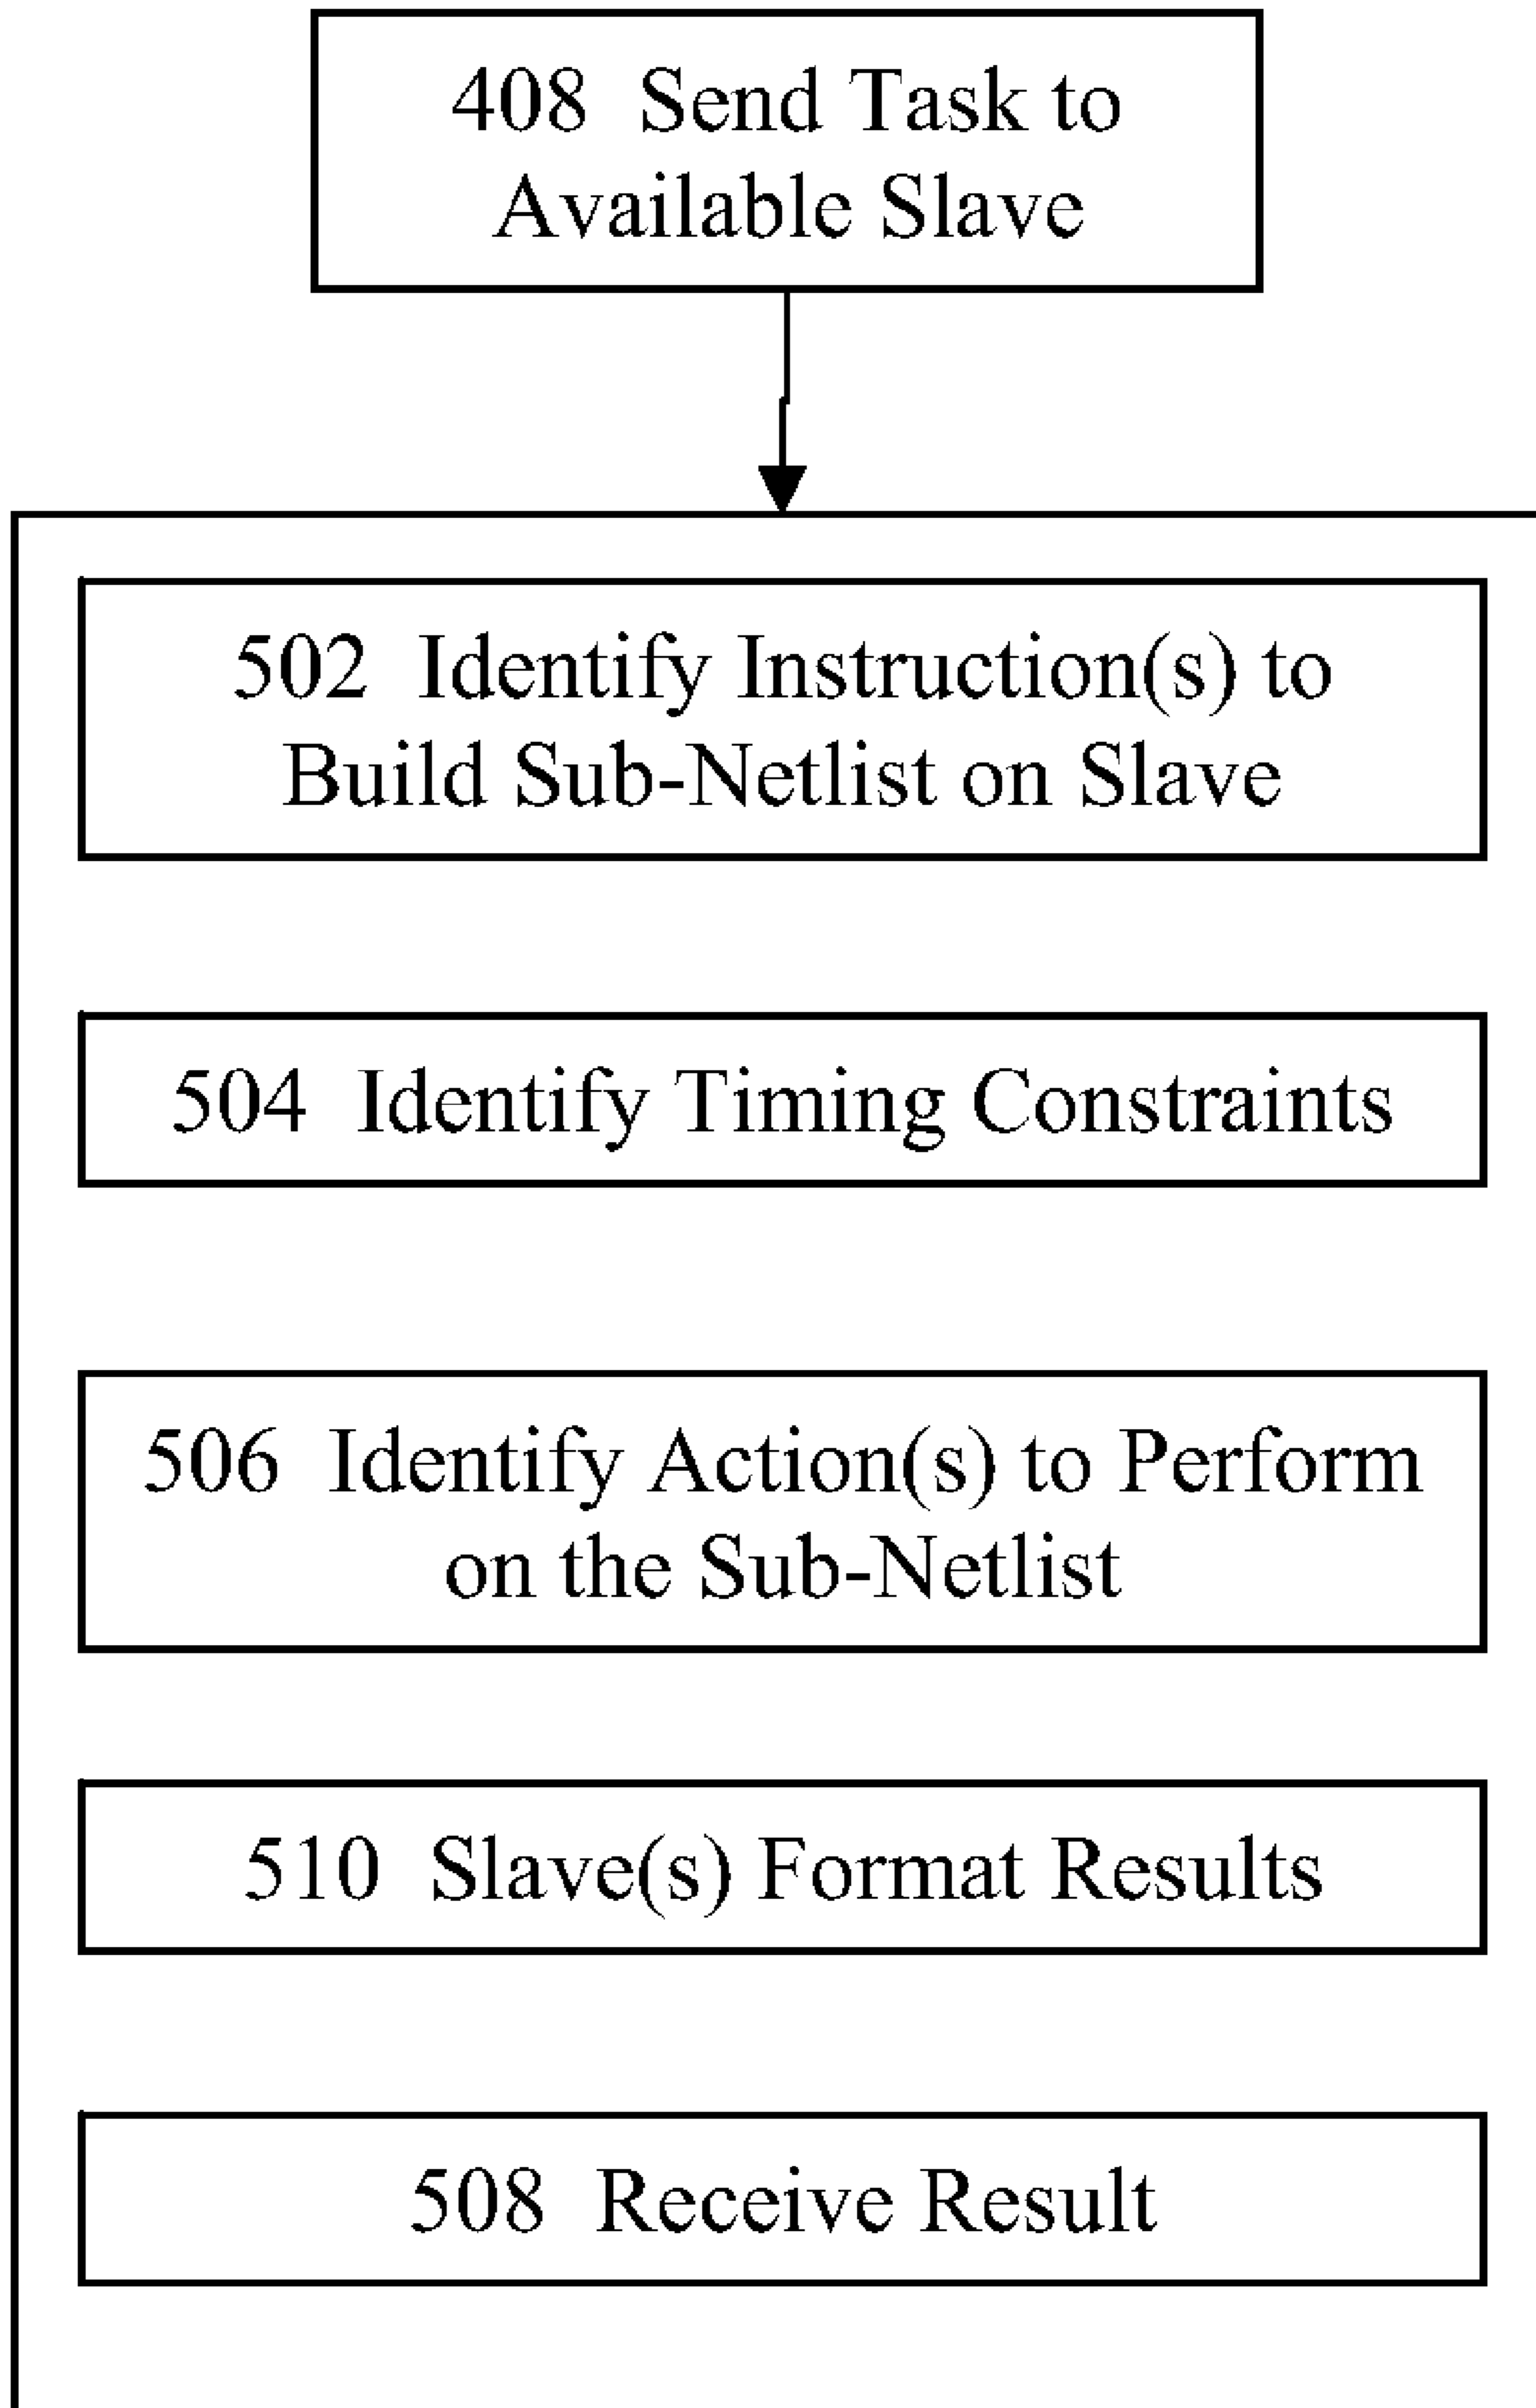 408 Send Task to
Available Slave
502 Identify Instruction(s) to
Build Sub-Netlist on Slave
504 Identify Timing Constraints
506 Identify Action(s) to Perform
on the Sub-Netlist
510 Slave(s) Format Results
508 Receive Result